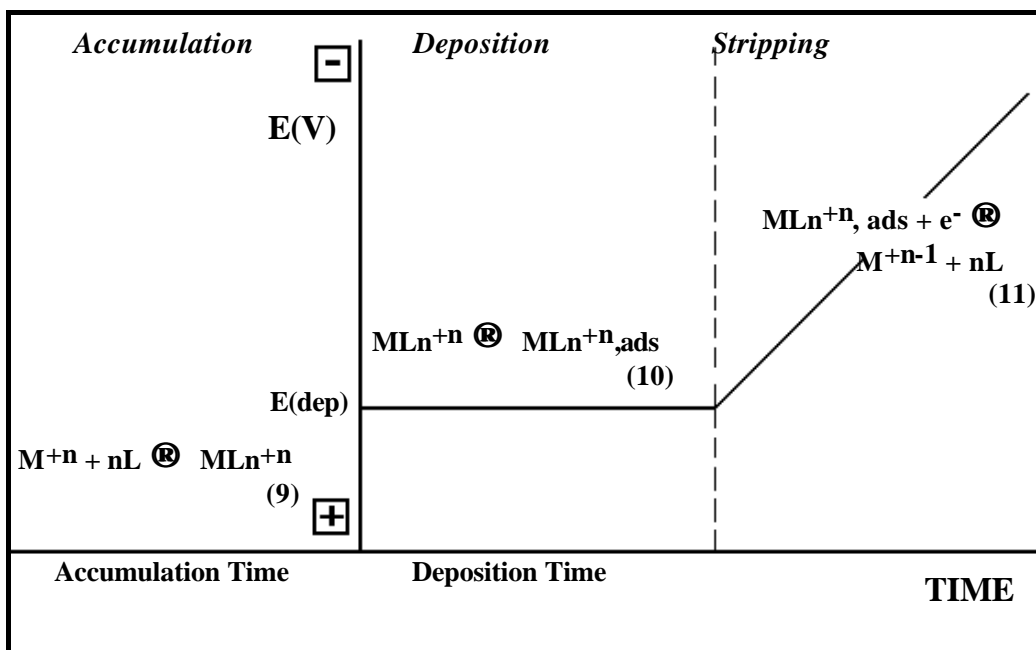 Accumulation Deposition Stripping
-
E(V)
MLn+n, ads + e- ®
M+n-1 + nL
(11)
MLn+n ® MLn+n,ads
(10)
E(dep)
M+n + nL ® MLn+n
(9)
+
Accumulation Time Deposition Time
TIME